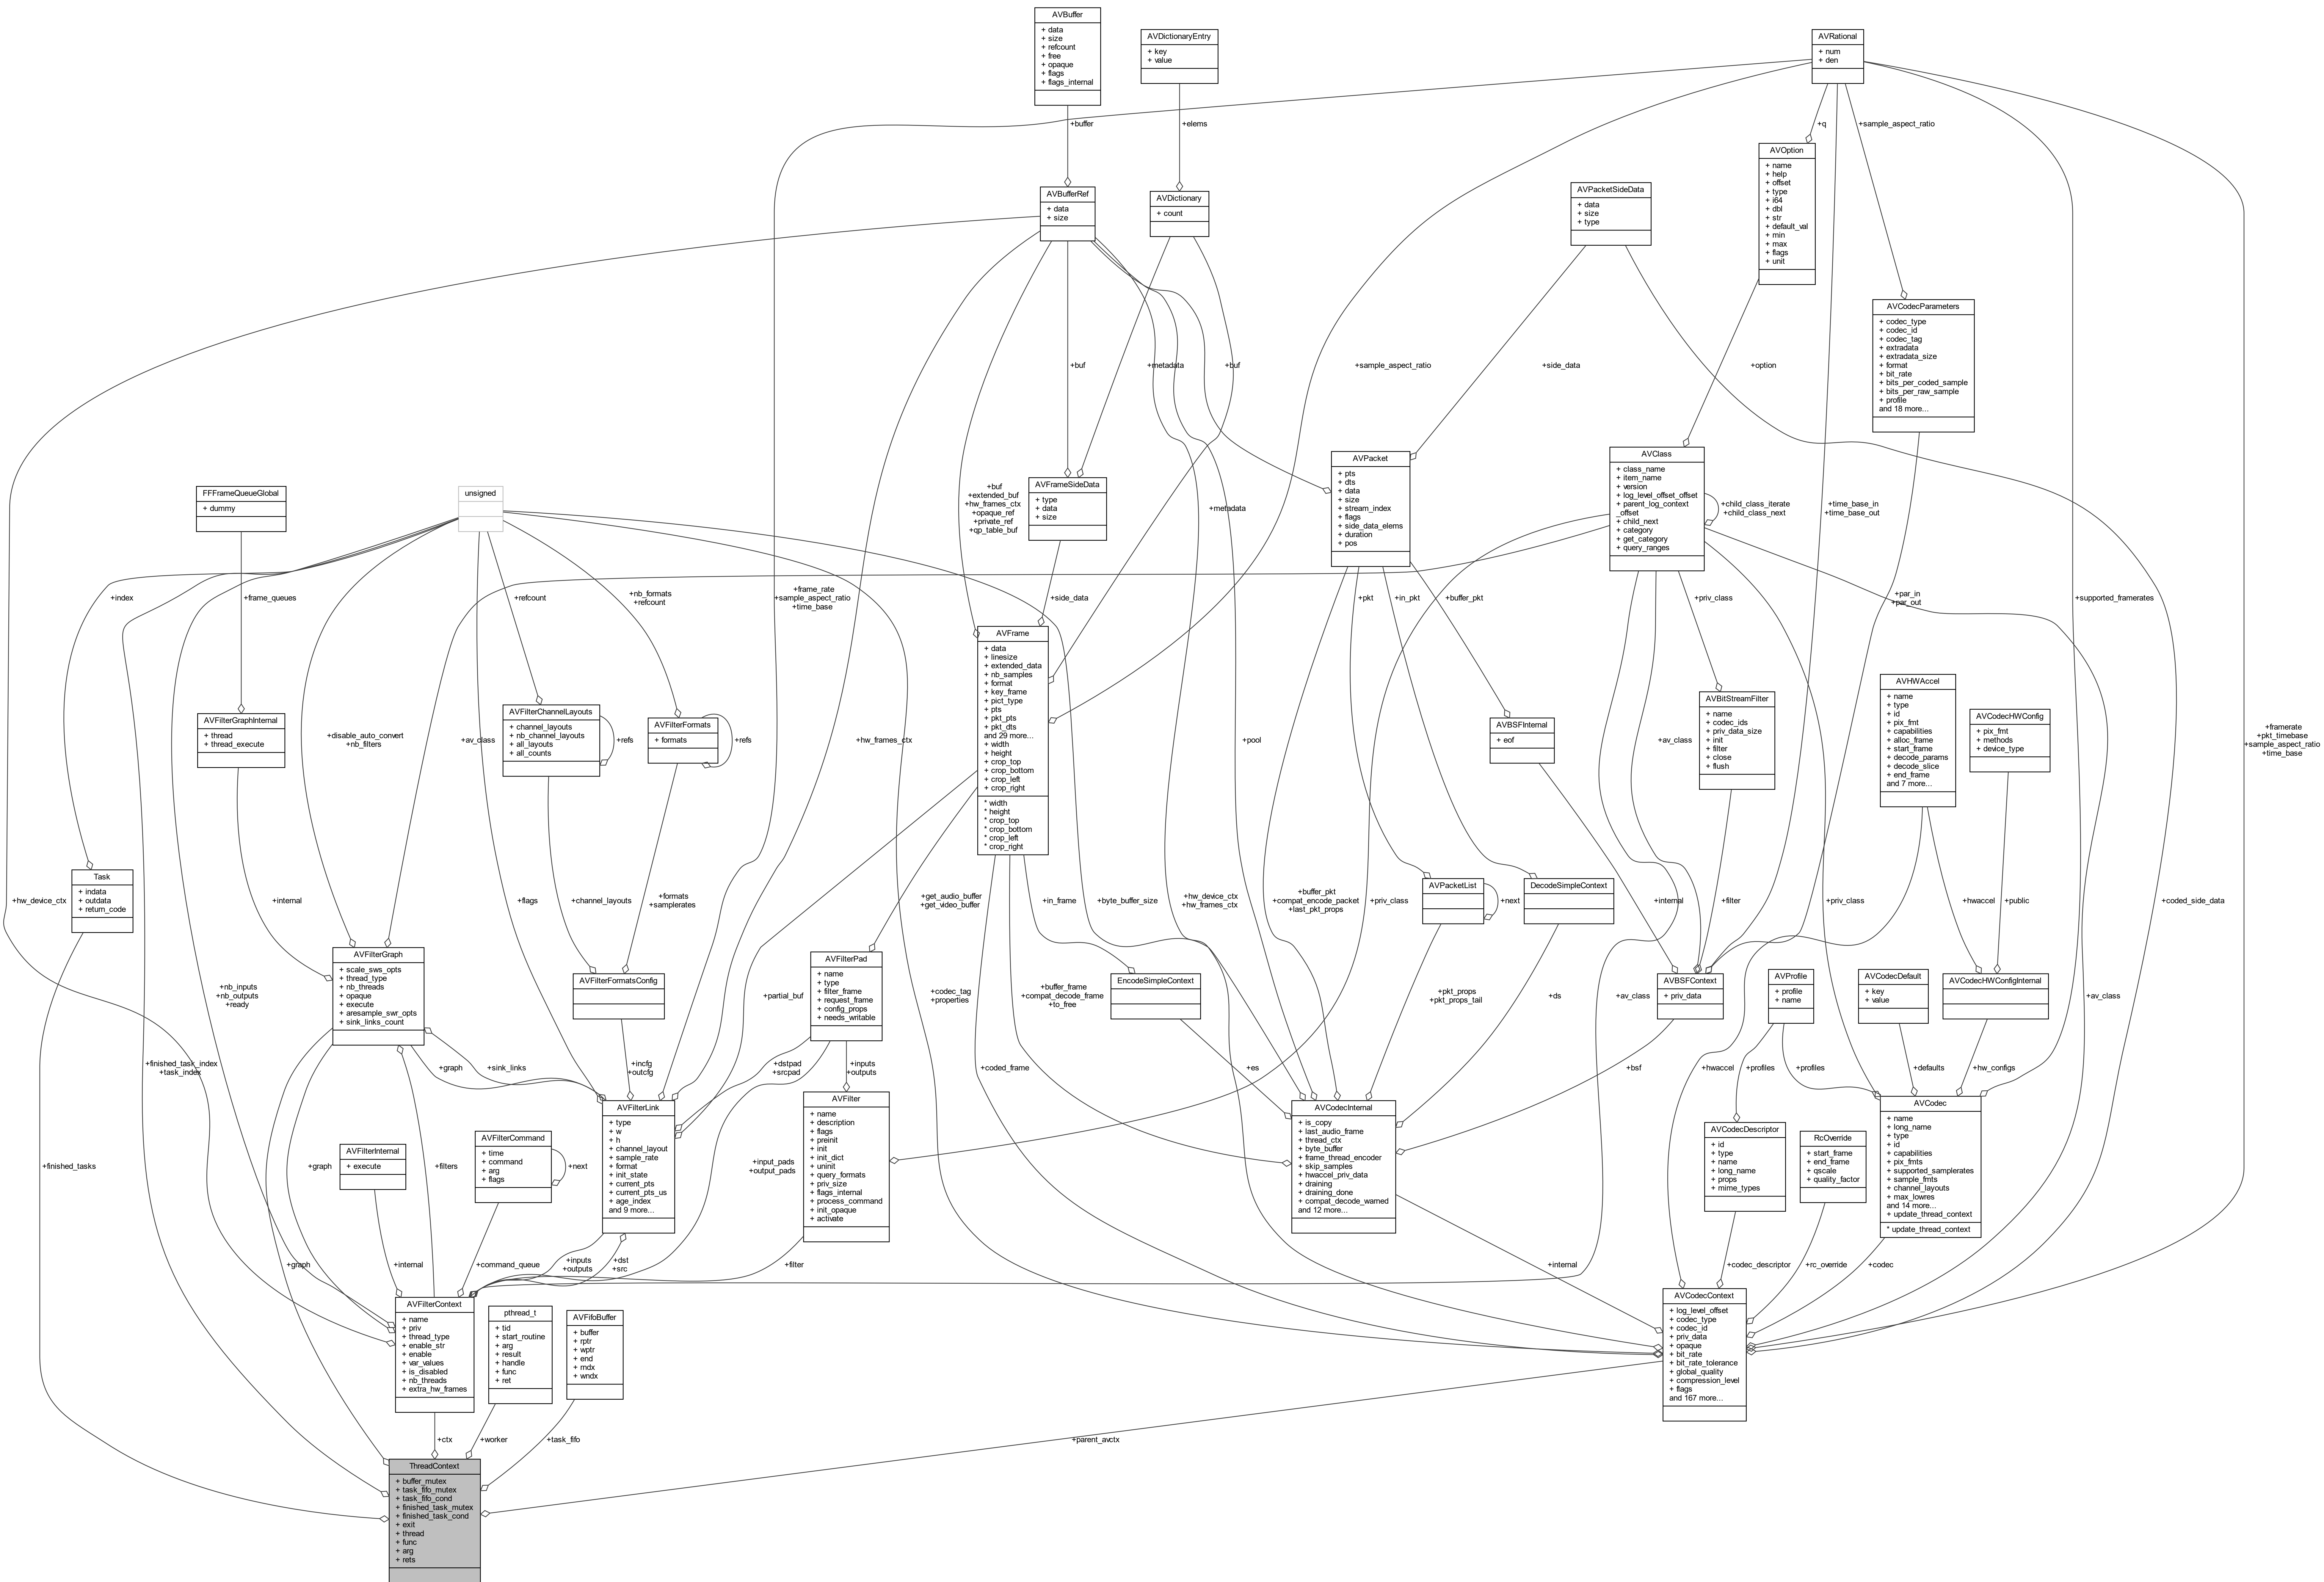 AVBuffer
+ data
+ size
+ refcount
+ free
+ opaque
+ flags
+ flags_internal
AVDictionaryEntry
+ key
+ value
AVRational
+ num
+ den
+buffer
+elems
+q
+sample_aspect_ratio
AVOption
+ name
+ help
+ offset
+ type
+ i64
+ dbl
+ str
+ default_val
+ min
+ max
+ flags
+ unit
AVBufferRef
+ data
+ size
AVDictionary
+ count
AVPacketSideData
+ data
+ size
+ type
AVCodecParameters
+ codec_type
+ codec_id
+ codec_tag
+ extradata
+ extradata_size
+ format
+ bit_rate
+ bits_per_coded_sample
+ bits_per_raw_sample
+ profile
and 18 more...
+buf
+metadata
+buf
+sample_aspect_ratio
+side_data
+option
FFFrameQueueGlobal
+ dummy
unsigned
+buf
+extended_buf
+hw_frames_ctx
+opaque_ref
+private_ref
+qp_table_buf
AVFrameSideData
+ type
+ data
+ size
+metadata
AVPacket
+ pts
+ dts
+ data
+ size
+ stream_index
+ flags
+ side_data_elems
+ duration
+ pos
AVClass
+ class_name
+ item_name
+ version
+ log_level_offset_offset
+ parent_log_context
_offset
+ child_next
+ category
+ get_category
+ query_ranges
+child_class_iterate
+child_class_next
+time_base_in
+time_base_out
+index
+frame_queues
+refcount
+nb_formats
+refcount
+frame_rate
+sample_aspect_ratio
+time_base
+side_data
+pkt
+in_pkt
+buffer_pkt
+priv_class
+par_in
+par_out
+supported_framerates
AVFilterGraphInternal
+ thread
+ thread_execute
+disable_auto_convert
+nb_filters
+av_class
AVFilterChannelLayouts
+ channel_layouts
+ nb_channel_layouts
+ all_layouts
+ all_counts
+refs
AVFilterFormats
+ formats
+refs
+hw_frames_ctx
AVFrame
+ data
+ linesize
+ extended_data
+ nb_samples
+ format
+ key_frame
+ pict_type
+ pts
+ pkt_pts
+ pkt_dts
and 29 more...
+ width
+ height
+ crop_top
+ crop_bottom
+ crop_left
+ crop_right
* width
* height
* crop_top
* crop_bottom
* crop_left
* crop_right
+pool
AVBSFInternal
+ eof
+av_class
AVBitStreamFilter
+ name
+ codec_ids
+ priv_data_size
+ init
+ filter
+ close
+ flush
AVHWAccel
+ name
+ type
+ id
+ pix_fmt
+ capabilities
+ alloc_frame
+ start_frame
+ decode_params
+ decode_slice
+ end_frame
and 7 more...
AVCodecHWConfig
+ pix_fmt
+ methods
+ device_type
+framerate
+pkt_timebase
+sample_aspect_ratio
+time_base
+hw_device_ctx
Task
+ indata
+ outdata
+ return_code
+internal
+flags
+channel_layouts
+formats
+samplerates
+get_audio_buffer
+get_video_buffer
+in_frame
+byte_buffer_size
+hw_device_ctx
+hw_frames_ctx
+buffer_pkt
+compat_encode_packet
+last_pkt_props
+priv_class
AVPacketList
+next
DecodeSimpleContext
+internal
+filter
+priv_class
+hwaccel
+public
+coded_side_data
+nb_inputs
+nb_outputs
+ready
AVFilterGraph
+ scale_sws_opts
+ thread_type
+ nb_threads
+ opaque
+ execute
+ aresample_swr_opts
+ sink_links_count
AVFilterFormatsConfig
+partial_buf
AVFilterPad
+ name
+ type
+ filter_frame
+ request_frame
+ config_props
+ needs_writable
+codec_tag
+properties
+buffer_frame
+compat_decode_frame
+to_free
EncodeSimpleContext
+pkt_props
+pkt_props_tail
+ds
+av_class
AVBSFContext
+ priv_data
AVProfile
+ profile
+ name
AVCodecDefault
+ key
+ value
AVCodecHWConfigInternal
+av_class
+finished_task_index
+task_index
+graph
+sink_links
+incfg
+outcfg
+dstpad
+srcpad
+inputs
+outputs
+coded_frame
+es
+bsf
+hwaccel
+profiles
+profiles
+defaults
+hw_configs
+finished_tasks
+graph
+filters
AVFilterInternal
+ execute
AVFilterCommand
+ time
+ command
+ arg
+ flags
+next
AVFilterLink
+ type
+ w
+ h
+ channel_layout
+ sample_rate
+ format
+ init_state
+ current_pts
+ current_pts_us
+ age_index
and 9 more...
+input_pads
+output_pads
AVFilter
+ name
+ description
+ flags
+ preinit
+ init
+ init_dict
+ uninit
+ query_formats
+ priv_size
+ flags_internal
+ process_command
+ init_opaque
+ activate
AVCodecInternal
+ is_copy
+ last_audio_frame
+ thread_ctx
+ byte_buffer
+ frame_thread_encoder
+ skip_samples
+ hwaccel_priv_data
+ draining
+ draining_done
+ compat_decode_warned
and 12 more...
AVCodecDescriptor
+ id
+ type
+ name
+ long_name
+ props
+ mime_types
RcOverride
+ start_frame
+ end_frame
+ qscale
+ quality_factor
AVCodec
+ name
+ long_name
+ type
+ id
+ capabilities
+ pix_fmts
+ supported_samplerates
+ sample_fmts
+ channel_layouts
+ max_lowres
and 14 more...
+ update_thread_context
* update_thread_context
+graph
+internal
+command_queue
+inputs
+outputs
+dst
+src
+filter
+internal
+codec_descriptor
+rc_override
+codec
AVFilterContext
+ name
+ priv
+ thread_type
+ enable_str
+ enable
+ var_values
+ is_disabled
+ nb_threads
+ extra_hw_frames
pthread_t
+ tid
+ start_routine
+ arg
+ result
+ handle
+ func
+ ret
AVFifoBuffer
+ buffer
+ rptr
+ wptr
+ end
+ rndx
+ wndx
AVCodecContext
+ log_level_offset
+ codec_type
+ codec_id
+ priv_data
+ opaque
+ bit_rate
+ bit_rate_tolerance
+ global_quality
+ compression_level
+ flags
and 167 more...
+ctx
+worker
+task_fifo
+parent_avctx
ThreadContext
+ buffer_mutex
+ task_fifo_mutex
+ task_fifo_cond
+ finished_task_mutex
+ finished_task_cond
+ exit
+ thread
+ func
+ arg
+ rets